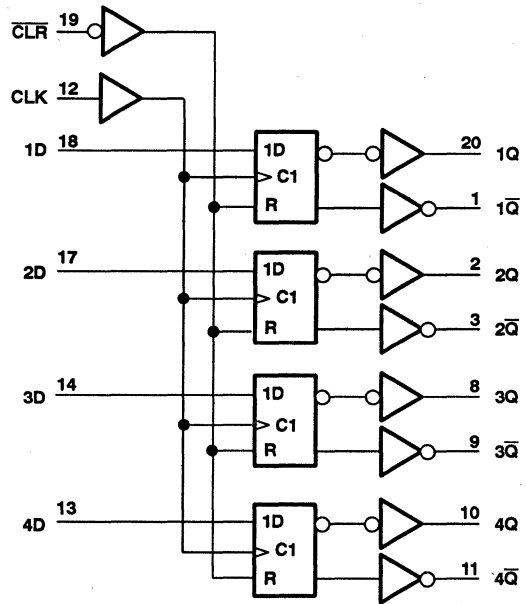 C̅L̅R̅ 19
CLK 12
1D 18 1D 20 1Q
C1
R 1 1Q̅
2D 17 1D 2 2Q
C1
R 3 2Q̅
3D 14 1D 8 3Q
C1
R 9 3Q̅
4D 13 1D 10 4Q
C1
R 11 4Q̅